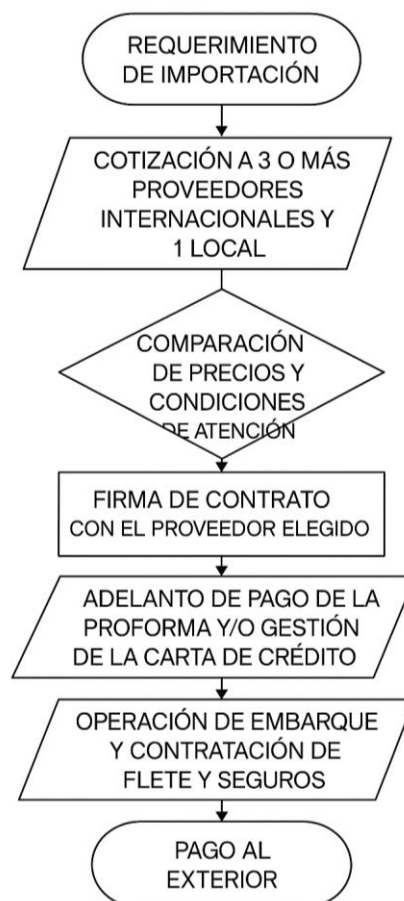 REQUERIMIENTO
DE IMPORTACIÓN
COTIZACIÓN A 3 O MÁS
PROVEEDORES
INTERNACIONALES Y
1 LOCAL
COMPARACIÓN
DE PRECIOS Y
CONDICIONES
DE ATENCIÓN
FIRMA DE CONTRATO
CON EL PROVEEDOR ELEGIDO
ADELANTO DE PAGO DE LA
PROFORMA Y/O GESTIÓN
DE LA CARTA DE CRÉDITO
OPERACIÓN DE EMBARQUE
Y CONTRATACIÓN DE
FLETE Y SEGUROS
PAGO AL
EXTERIOR